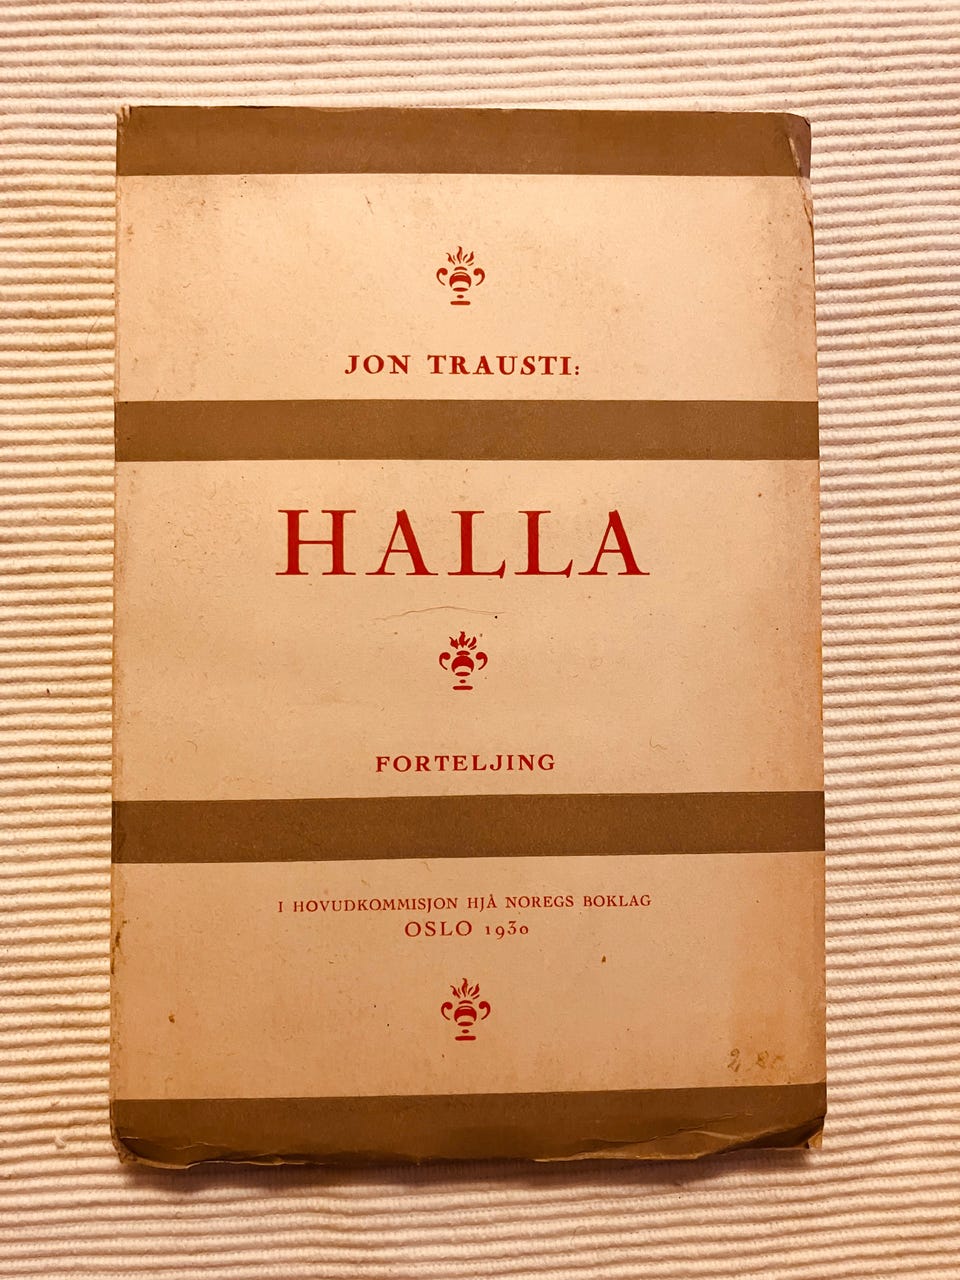 JON TRAUSTI:
HALLA
FORTELJING
I HOVUDKOMMISJON HJÅ NOREGS BOKLAG
OSLO 1930